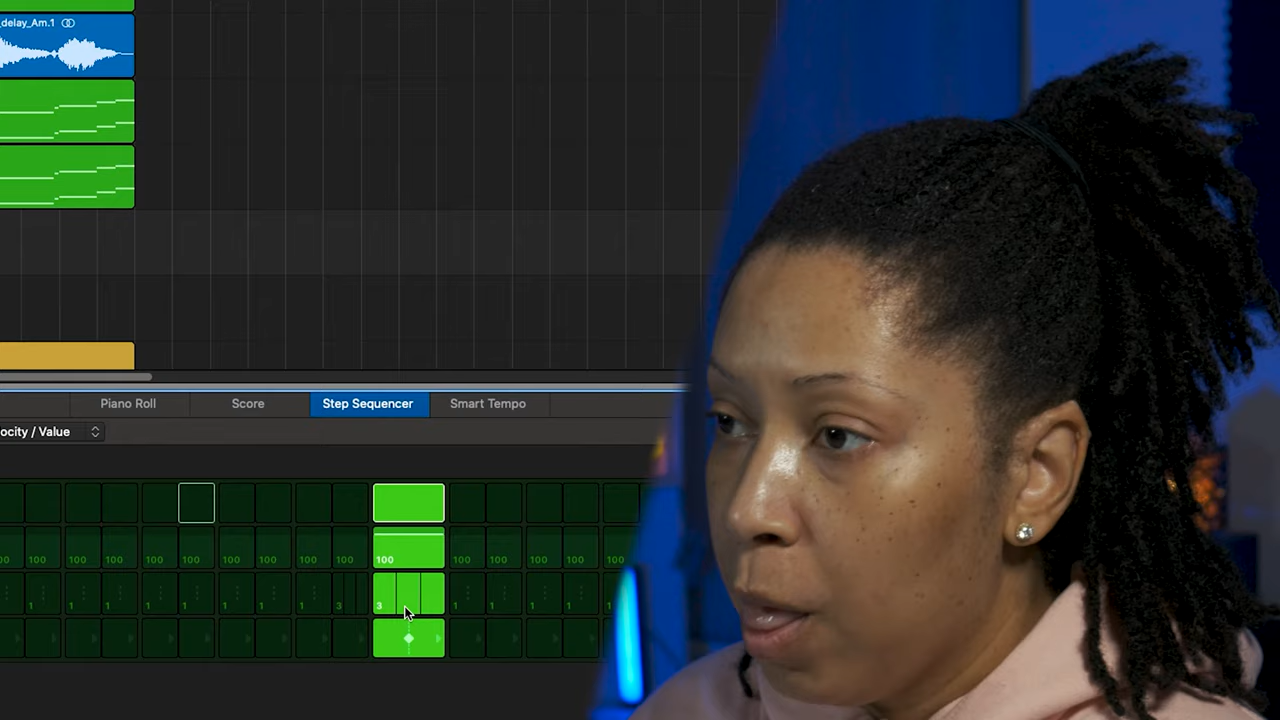 _delay_Am.1
Piano Roll Score Step Sequencer Smart Tempo
ocity / Value
00 100 100 100 100 100 100 100 100 100 100 100 100 100 100 100
1 1 1 1 1 1 1 1 3 3 1 1 1 1 1